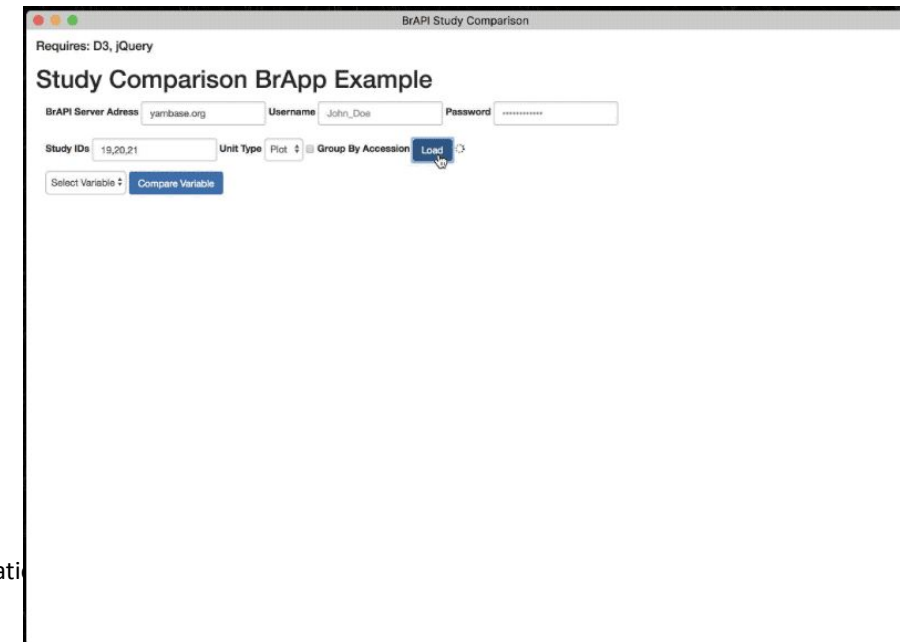 BrAPI Study Comparison
Requires: D3, jQuery
Study Comparison BrApp Example
BrAPI Server Adress yambase.org Username John_Doe Password ••••••••••••
Study IDs 19,20,21 Unit Type Plot Group By Accession Load
Select Variable Compare Variable